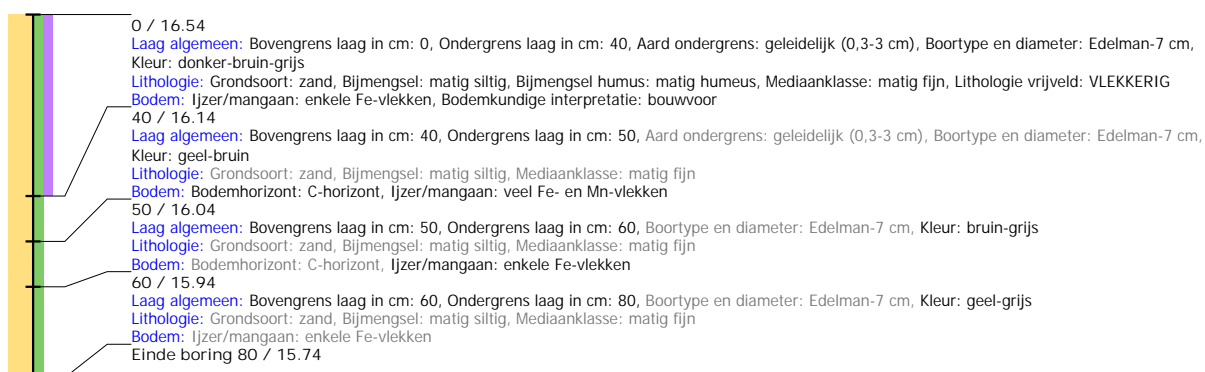 0 / 16.54
Laag algemeen: Bovengrens laag in cm: 0, Ondergrens laag in cm: 40, Aard ondergrens: geleidelijk (0,3-3 cm), Boortype en diameter: Edelman-7 cm,
Kleur: donker-bruin-grijs
Lithologie: Grondsoort: zand, Bijmengsel: matig siltig, Bijmengsel humus: matig humeus, Mediaanklasse: matig fijn, Lithologie vrijveld: VLEKKERIG
Bodem: Ijzer/mangaan: enkele Fe-vlekken, Bodemkundige interpretatie: bouwvoor
40 / 16.14
Laag algemeen: Bovengrens laag in cm: 40, Ondergrens laag in cm: 50, Aard ondergrens: geleidelijk (0,3-3 cm), Boortype en diameter: Edelman-7 cm,
Kleur: geel-bruin
Lithologie: Grondsoort: zand, Bijmengsel: matig siltig, Mediaanklasse: matig fijn
Bodem: Bodemhorizont: C-horizont, Ijzer/mangaan: veel Fe- en Mn-vlekken
50 / 16.04
Laag algemeen: Bovengrens laag in cm: 50, Ondergrens laag in cm: 60, Boortype en diameter: Edelman-7 cm, Kleur: bruin-grijs
Lithologie: Grondsoort: zand, Bijmengsel: matig siltig, Mediaanklasse: matig fijn
Bodem: Bodemhorizont: C-horizont, Ijzer/mangaan: enkele Fe-vlekken
60 / 15.94
Laag algemeen: Bovengrens laag in cm: 60, Ondergrens laag in cm: 80, Boortype en diameter: Edelman-7 cm, Kleur: geel-grijs
Lithologie: Grondsoort: zand, Bijmengsel: matig siltig, Mediaanklasse: matig fijn
Bodem: Ijzer/mangaan: enkele Fe-vlekken
Einde boring 80 / 15.74